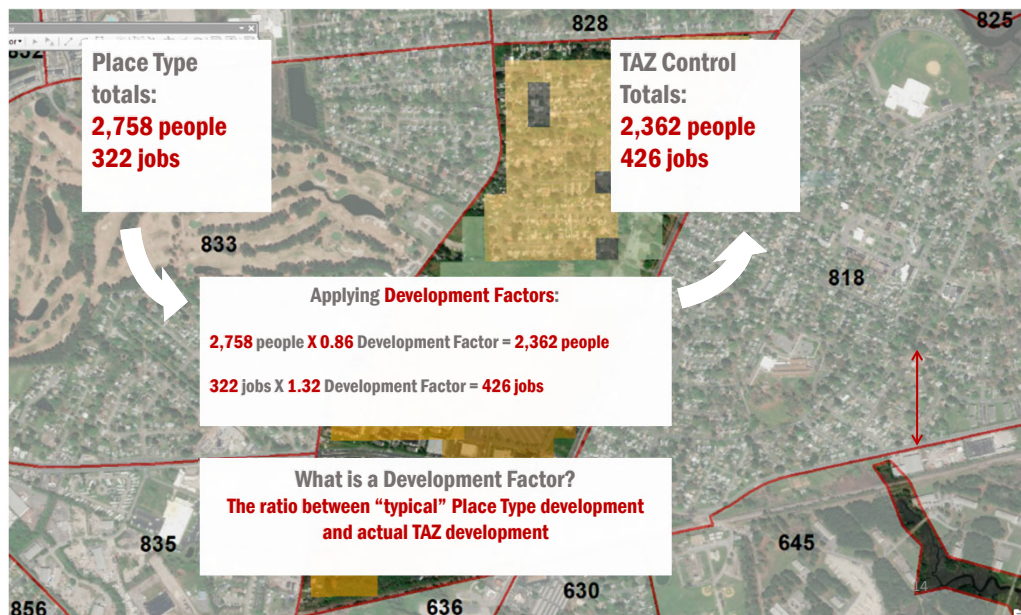 828
825
832
Place Type
totals:
2,758 people
322 jobs
TAZ Control
Totals:
2,362 people
426 jobs
833
818
Applying Development Factors:
2,758 people X 0.86 Development Factor = 2,362 people
322 jobs X 1.32 Development Factor = 426 jobs
What is a Development Factor?
The ratio between “typical” Place Type development
and actual TAZ development
835
645
14
630
636
856